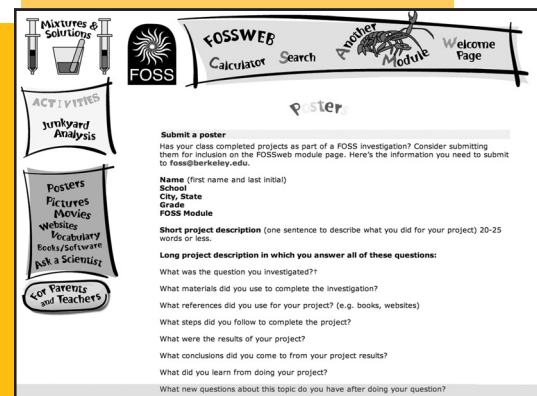 Mixtures &
Solutions
FOSS
FOSSWEB
Calculator
Search
Another
Module
Welcome
Page
ACTIVITIES
Junkyard
Analysis
Posters
Pictures
Movies
Websites
Vocabulary
Books/Software
Ask a Scientist
For Parents
and Teachers
Posters
Submit a poster
Has your class completed projects as part of a FOSS investigation? Consider submitting
them for inclusion on the FOSSweb module page. Here's the information you need to submit
to foss@berkeley.edu.
Name (first name and last initial)
School
City, State
Grade
FOSS Module
Short project description (one sentence to describe what you did for your project) 20-25
words or less.
Long project description in which you answer all of these questions:
What was the question you investigated?†
What materials did you use to complete the investigation?
What references did you use for your project? (e.g. books, websites)
What steps did you follow to complete the project?
What were the results of your project?
What conclusions did you come to from your project results?
What did you learn from doing your project?
What new questions about this topic do you have after doing your question?